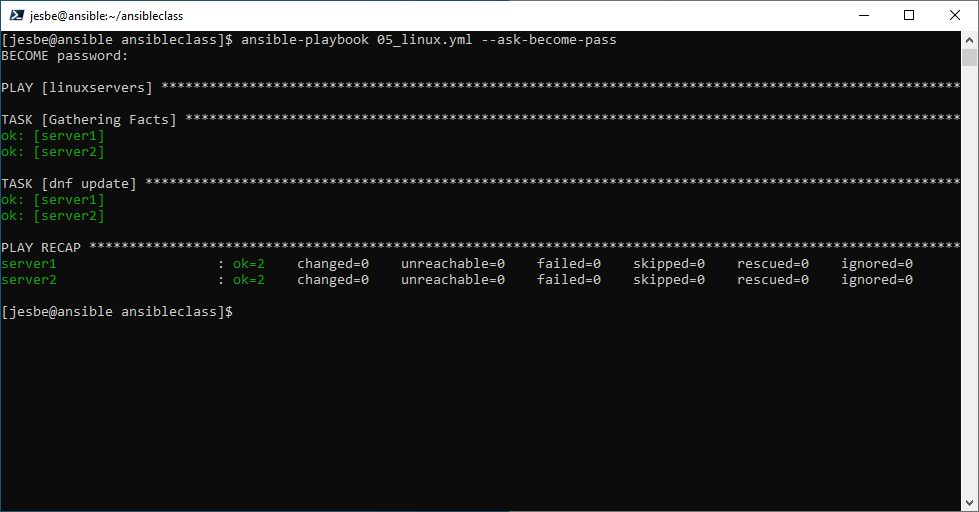 jesbe@ansible:~/ansibleclass
[jesbe@ansible ansibleclass]$ ansible-playbook 05_linux.yml --ask-become-pass
BECOME password:
PLAY [linuxservers] ****************************************************************************************************
TASK [Gathering Facts] *************************************************************************************************
ok: [server1]
ok: [server2]
TASK [dnf update] ******************************************************************************************************
ok: [server1]
ok: [server2]
PLAY RECAP *************************************************************************************************************
server1                    : ok=2    changed=0    unreachable=0    failed=0    skipped=0    rescued=0    ignored=0
server2                    : ok=2    changed=0    unreachable=0    failed=0    skipped=0    rescued=0    ignored=0
[jesbe@ansible ansibleclass]$